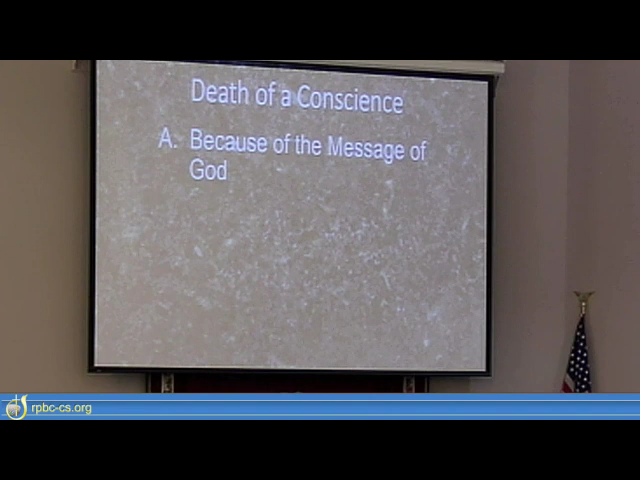 Death of a Conscience
A. Because of the Message of
God
rpbc-cs.org